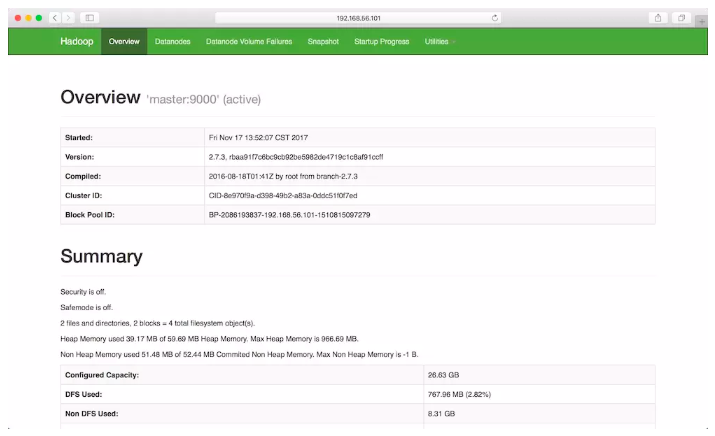 192.168.56.101
Hadoop Overview Datanodes Datanode Volume Failures Snapshot Startup Progress Utilities
Overview 'master:9000' (active)
Started: Fri Nov 17 13:52:07 CST 2017
Version: 2.7.3, rbaa91f7c6bc9cb92be5982de4719c1c8af91ccff
Compiled: 2016-08-18T01:41Z by root from branch-2.7.3
Cluster ID: CID-8e970f9a-d398-49b2-a83a-0ddc51f0f7ed
Block Pool ID: BP-2086193837-192.168.56.101-1510815097279
Summary
Security is off.
Safemode is off.
2 files and directories, 2 blocks = 4 total filesystem object(s).
Heap Memory used 39.17 MB of 59.69 MB Heap Memory. Max Heap Memory is 966.69 MB.
Non Heap Memory used 51.48 MB of 52.44 MB Commited Non Heap Memory. Max Non Heap Memory is -1 B.
Configured Capacity: 26.63 GB
DFS Used: 767.96 MB (2.82%)
Non DFS Used: 8.31 GB